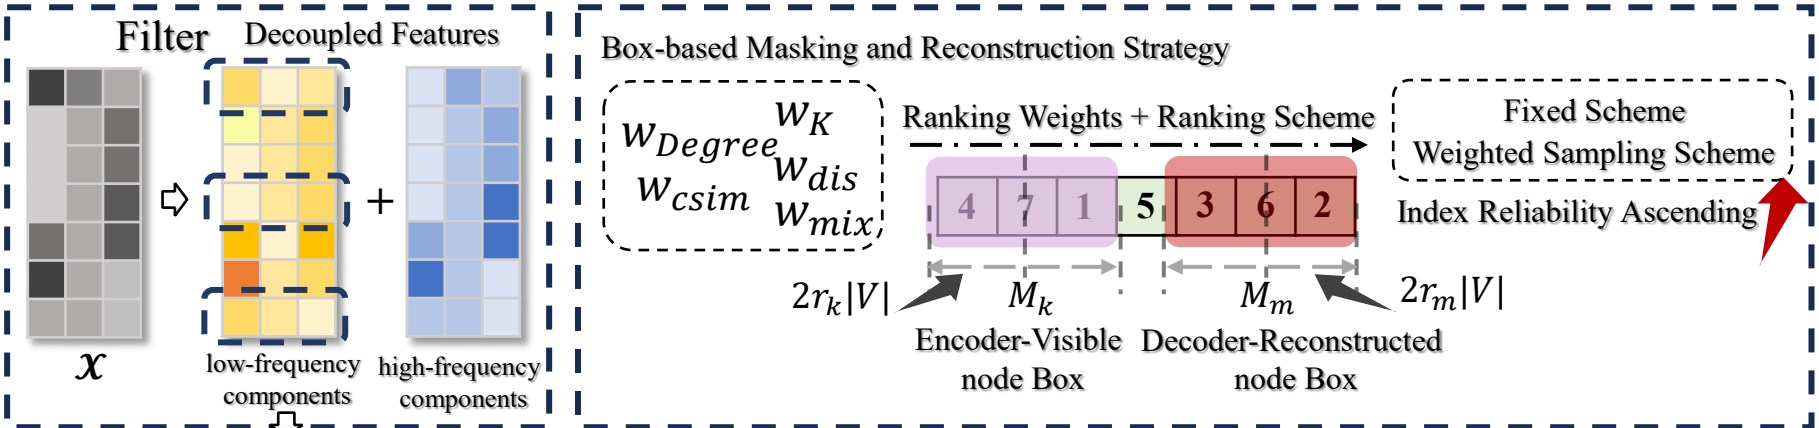 Filter
Decoupled Features
+
x
low-frequency
components
high-frequency
components
Box-based Masking and Reconstruction Strategy
w_K
w_Degree
w_dis
w_csim
w_mix
Ranking Weights + Ranking Scheme
4 7 1 5 3 6 2
2r_k|V|
M_k
M_m
2r_m|V|
Encoder-Visible
node Box
Decoder-Reconstructed
node Box
Fixed Scheme
Weighted Sampling Scheme
Index Reliability Ascending